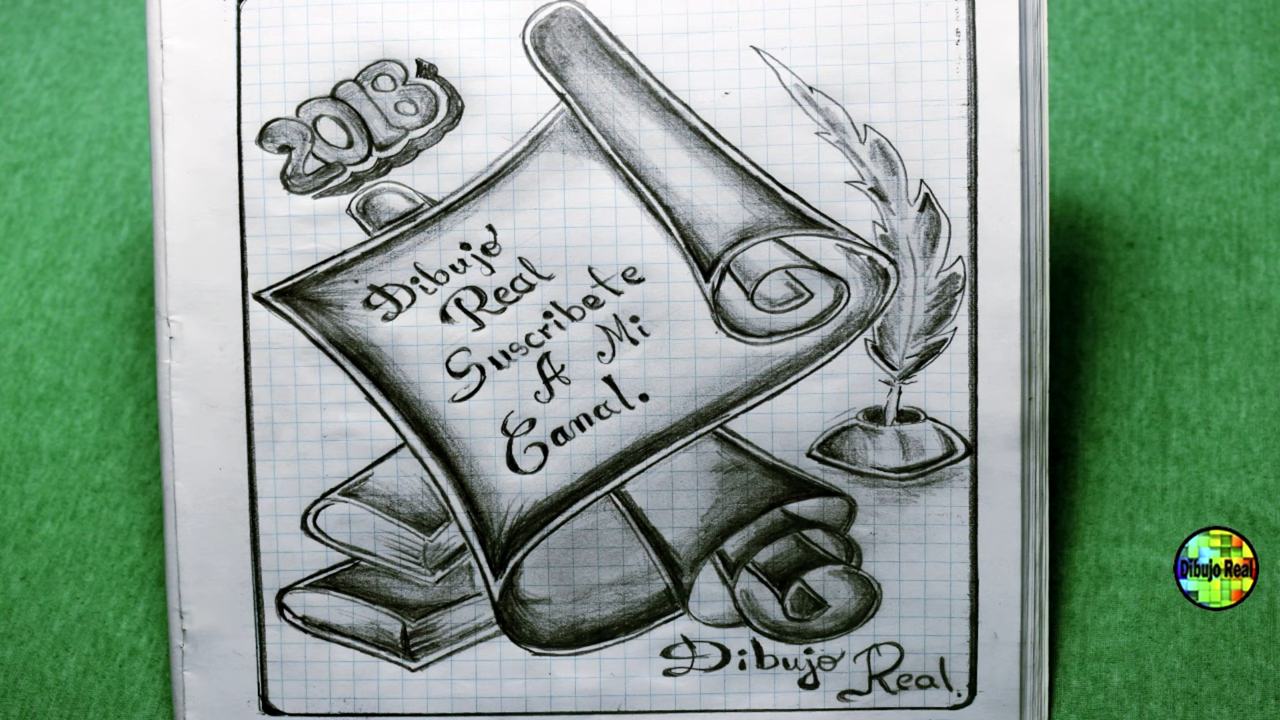 2018
Dibujo
Real
Suscribete
A Mi
Canal.
Dibujo Real.
Dibujo Real